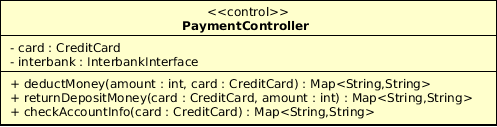 <<control>>
PaymentController
- card : CreditCard
- interbank : InterbankInterface
+ deductMoney(amount : int, card : CreditCard) : Map<String,String>
+ returnDepositMoney(card : CreditCard, amount : int) : Map<String,String>
+ checkAccountInfo(card : CreditCard) : Map<String,String>